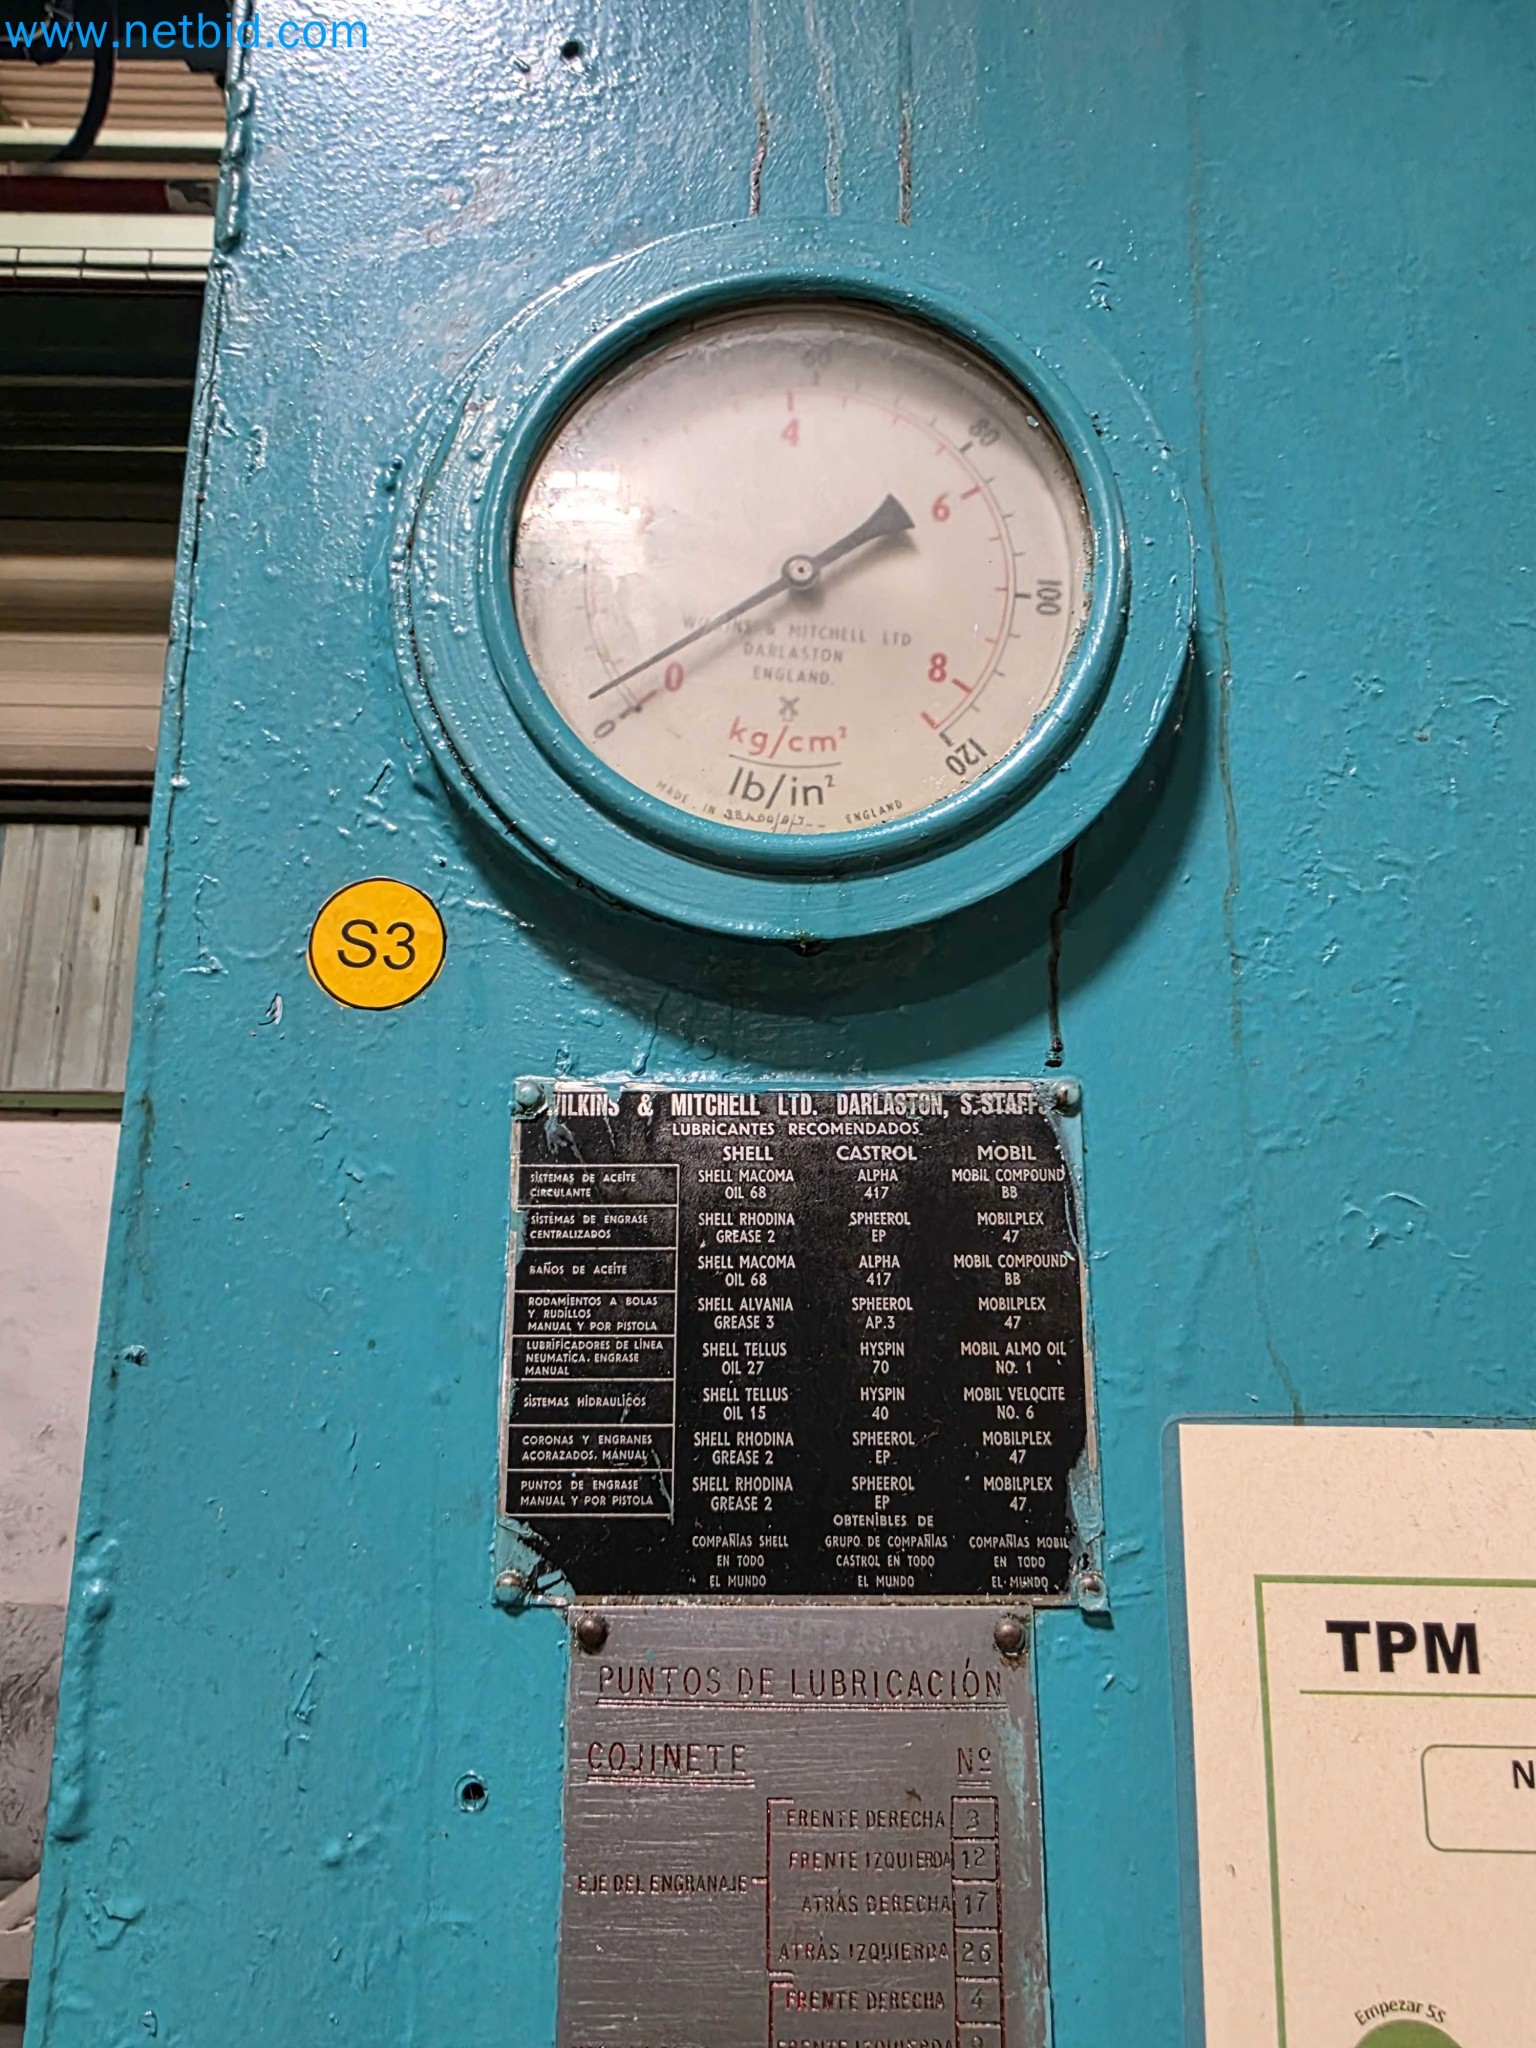 www.netbid.com
60
4
80
6
100
2
8
0
0
120
& MITCHELL LTD
DARLASTON
ENGLAND.
kg/cm²
lb/in²
MADE. IN
ENGLAND
S3
WILKINS & MITCHELL LTD. DARLASTON, S.STAFFS
LUBRICANTES RECOMENDADOS
SHELL CASTROL MOBIL
SISTEMAS DE ACEITE CIRCULANTE
SHELL MACOMA OIL 68
ALPHA 417
MOBIL COMPOUND BB
SISTEMAS DE ENGRASE CENTRALIZADOS
SHELL RHODINA GREASE 2
SPHEEROL EP
MOBILPLEX 47
BAÑOS DE ACEITE
SHELL MACOMA OIL 68
ALPHA 417
MOBIL COMPOUND BB
RODAMIENTOS A BOLAS Y RUDILLOS MANUAL Y POR PISTOLA
SHELL ALVANIA GREASE 3
SPHEEROL AP.3
MOBILPLEX 47
LUBRIFICADORES DE LÍNEA NEUMATICA. ENGRASE MANUAL
SHELL TELLUS OIL 27
HYSPIN 70
MOBIL ALMO OIL NO. 1
SISTEMAS HIDRAULICOS
SHELL TELLUS OIL 15
HYSPIN 40
MOBIL VELOCITE NO. 6
CORONAS Y ENGRANES ACORAZADOS. MANUAL
SHELL RHODINA GREASE 2
SPHEEROL EP
MOBILPLEX 47
PUNTOS DE ENGRASE MANUAL Y POR PISTOLA
SHELL RHODINA GREASE 2
SPHEEROL EP
MOBILPLEX 47
OBTENIBLES DE
COMPAÑIAS SHELL GRUPO DE COMPAÑIAS COMPAÑIAS MOBIL
EN TODO CASTROL EN TODO EN TODO
EL MUNDO EL MUNDO EL MUNDO
PUNTOS DE LUBRICACIÓN
COJINETE Nº
FRENTE DERECHA 3
FRENTE IZQUIERDA 12
EJE DEL ENGRANAJE
ATRÁS DERECHA 17
ATRÁS IZQUIERDA 26
FRENTE DERECHA 4
FRENTE IZQUIERDA
TPM
N
Empezar 5S